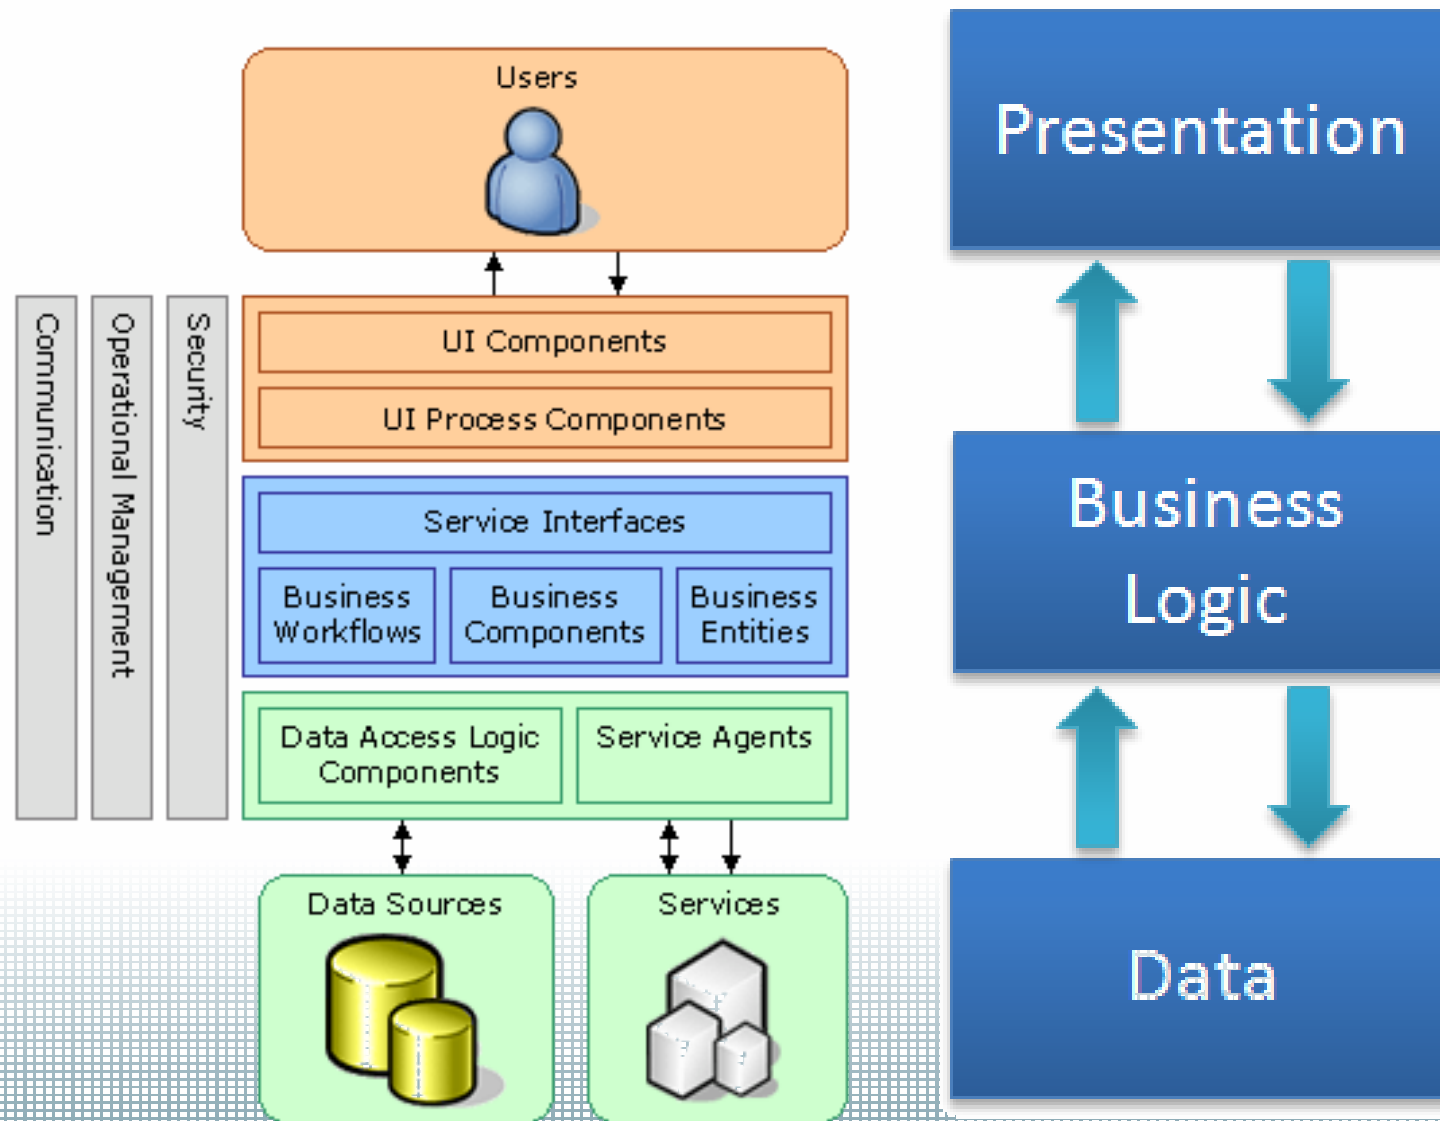 Users
Communication
Operational Management
Security
UI Components
UI Process Components
Service Interfaces
Business
Workflows
Business
Components
Business
Entities
Data Access Logic
Components
Service Agents
Data Sources
Services
Presentation
Business
Logic
Data